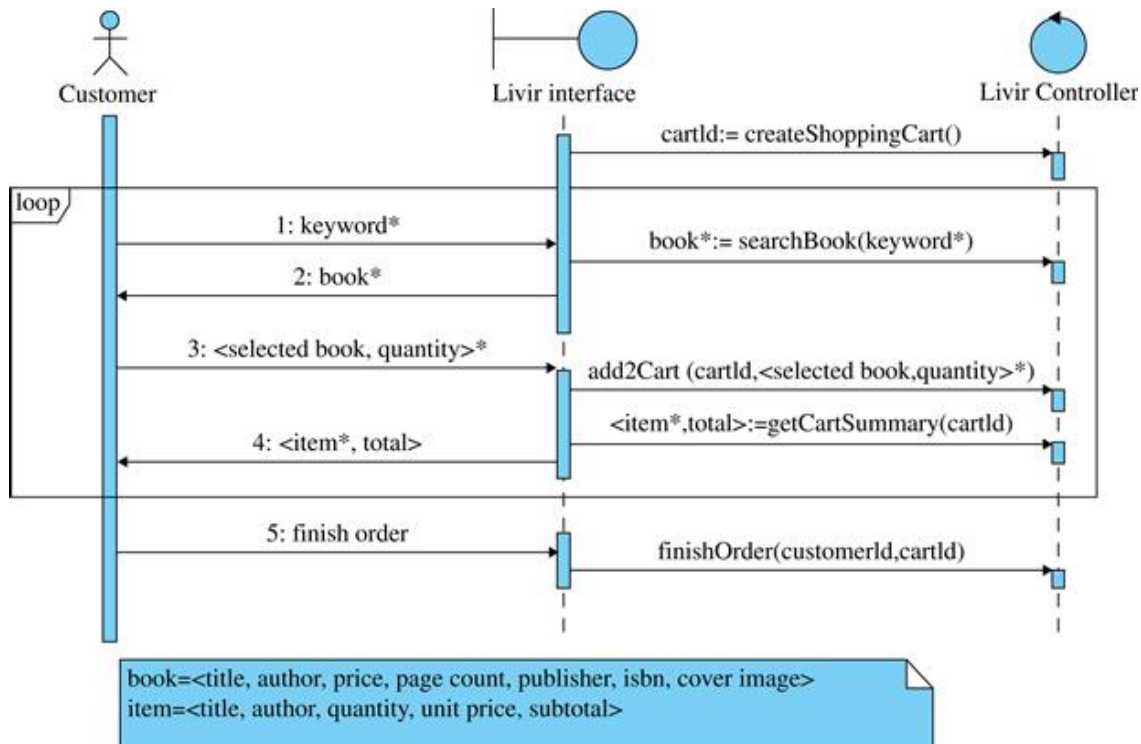 Customer
Livir interface
Livir Controller
cartId:= createShoppingCart()
loop
1: keyword*
book*:= searchBook(keyword*)
2: book*
3: <selected book, quantity>*
add2Cart (cartId,<selected book,quantity>*)
<item*,total>:=getCartSummary(cartId)
4: <item*, total>
5: finish order
finishOrder(customerId,cartId)
book=<title, author, price, page count, publisher, isbn, cover image>
item=<title, author, quantity, unit price, subtotal>